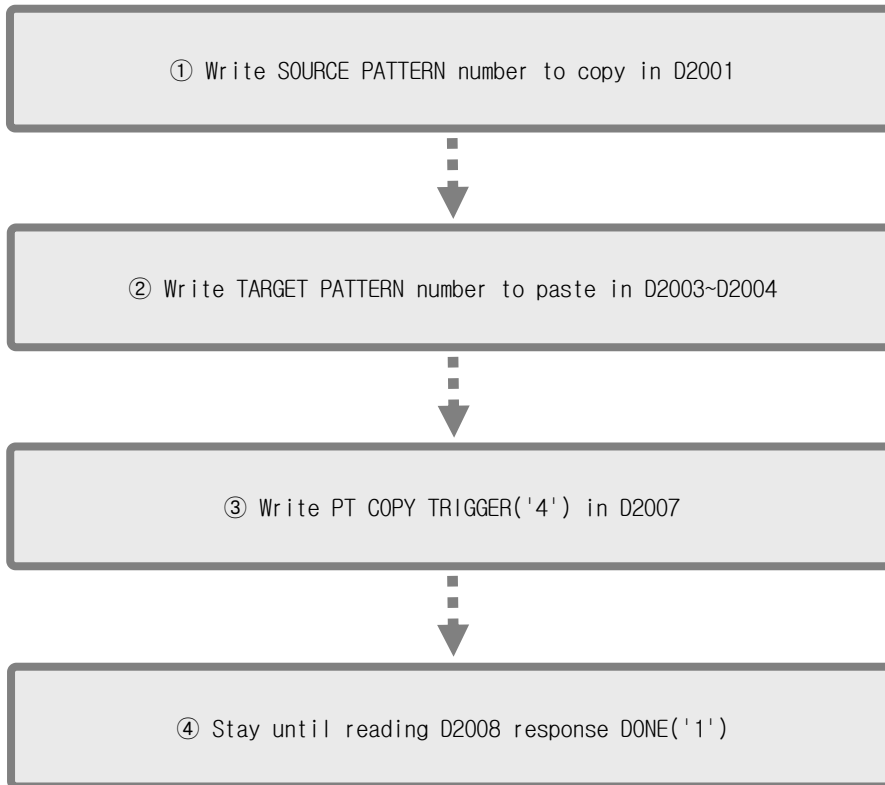 ① Write SOURCE PATTERN number to copy in D2001
② Write TARGET PATTERN number to paste in D2003~D2004
③ Write PT COPY TRIGGER('4') in D2007
④ Stay until reading D2008 response DONE('1')